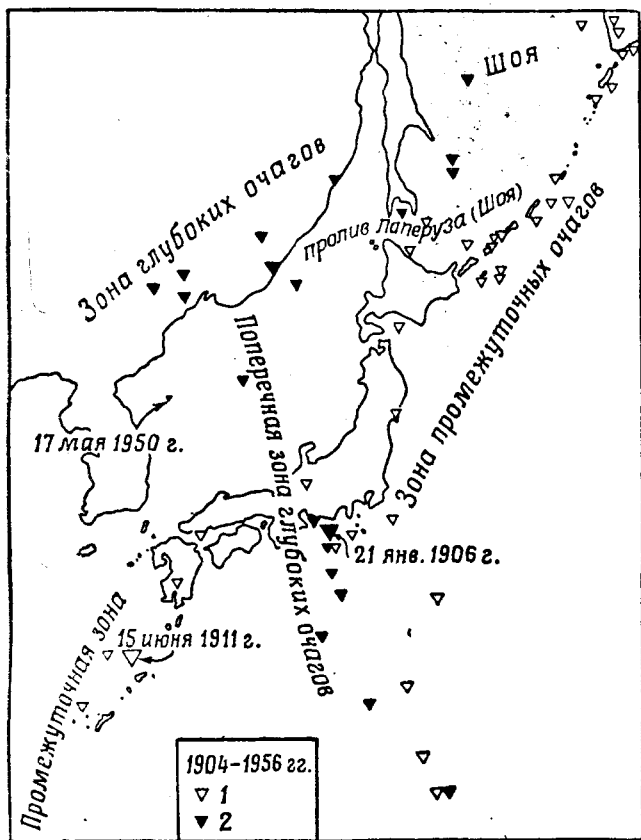 Шоя
Зона глубоких очагов
пролив Лаперуза (Шоя)
Зона промежуточных очагов
Поперечная зона глубоких очагов
17 мая 1950 г.
21 янв. 1906 г.
15 июня 1911 г.
Промежуточная зона
1904–1956 гг.
1
2